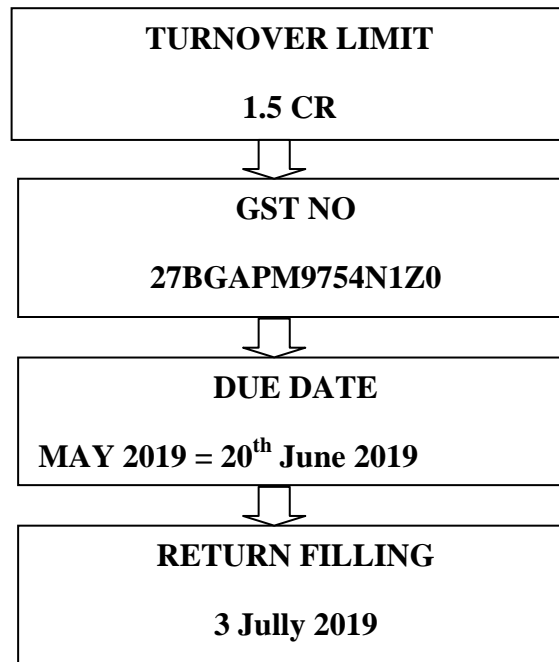 TURNOVER LIMIT
1.5 CR
GST NO
27BGAPM9754N1Z0
DUE DATE
MAY 2019 = 20th June 2019
RETURN FILLING
3 Jully 2019